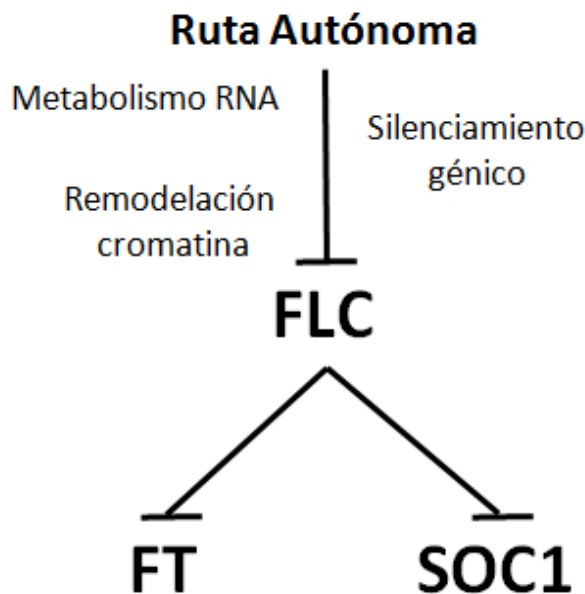 Ruta Autónoma
Metabolismo RNA
Silenciamiento
génico
Remodelación
cromatina
FLC
FT
SOC1